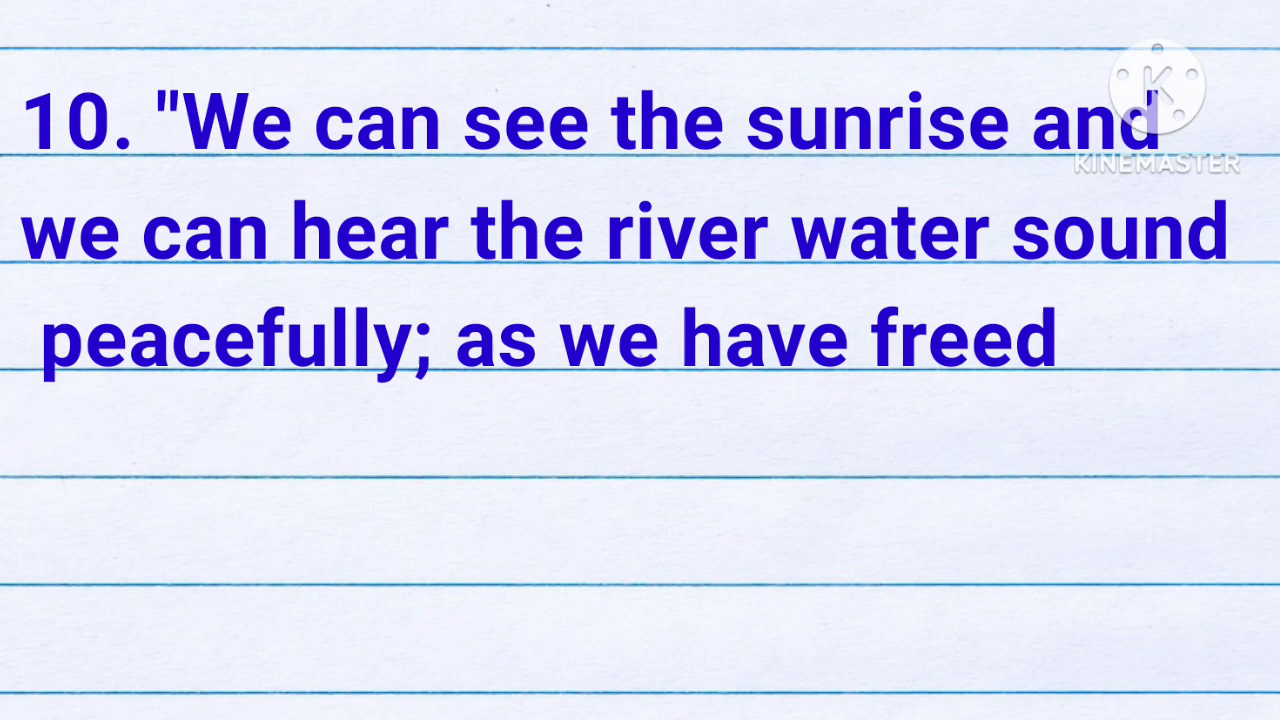 10. "We can see the sunrise and
we can hear the river water sound
peacefully; as we have freed
KINEMASTER